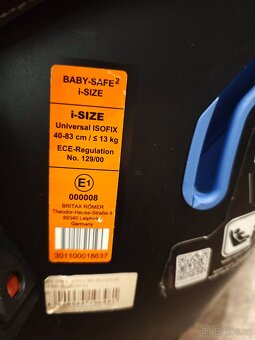 BABY-SAFE²
i-SIZE
i-SIZE
Universal ISOFIX
40-83 cm / ≤ 13 kg
ECE-Regulation
No. 129/00
E1
000008
BRITAX RÖMER
Theodor-Heuss-Straße 9
89340 Leipheim
Germany
301100018637